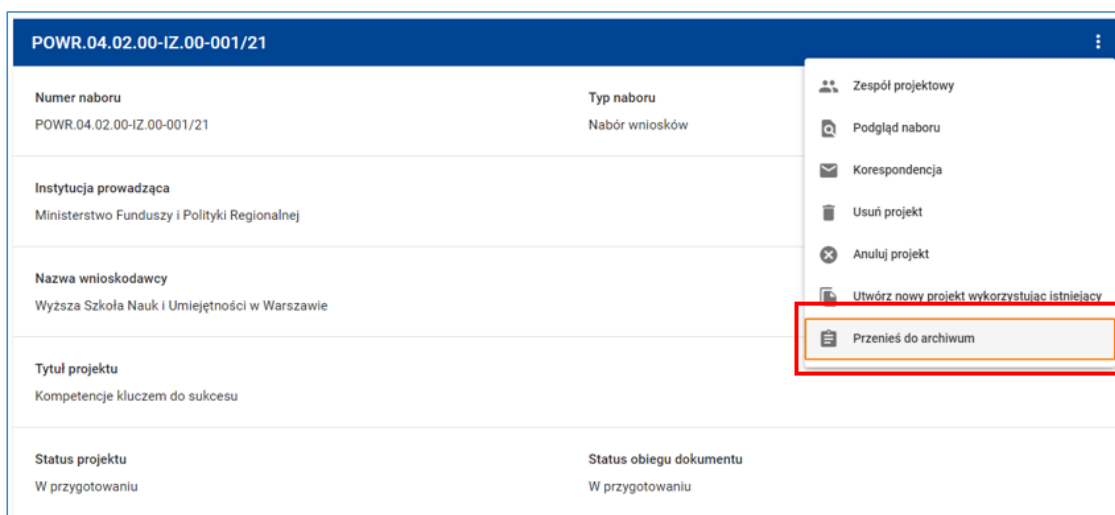 POWR.04.02.00-IZ.00-001/21
Numer naboru
POWR.04.02.00-IZ.00-001/21
Typ naboru
Nabór wniosków
Instytucja prowadząca
Ministerstwo Funduszy i Polityki Regionalnej
Nazwa wnioskodawcy
Wyższa Szkoła Nauk i Umiejętności w Warszawie
Tytuł projektu
Kompetencje kluczem do sukcesu
Status projektu
W przygotowaniu
Status obiegu dokumentu
W przygotowaniu
Zespół projektowy
Podgląd naboru
Korespondencja
Usuń projekt
Anuluj projekt
Utwórz nowy projekt wykorzystując istniejący
Przenieś do archiwum